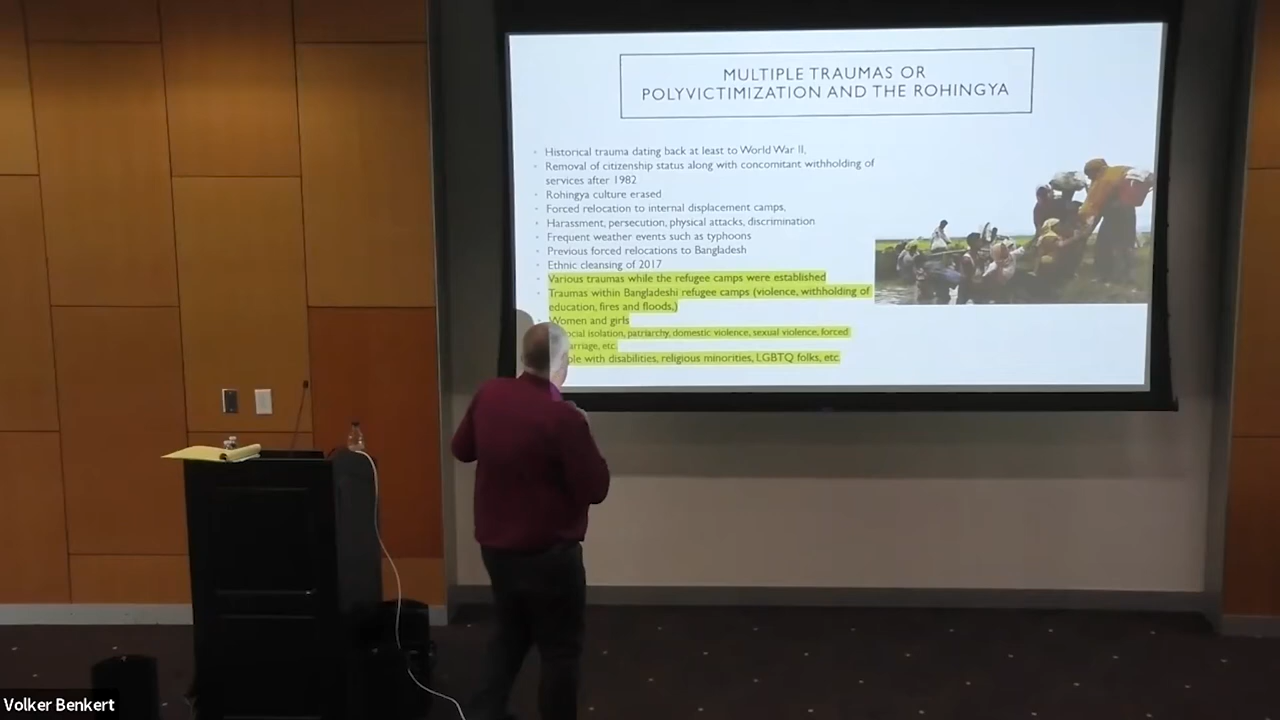 MULTIPLE TRAUMAS OR
POLYVICTIMIZATION AND THE ROHINGYA
• Historical trauma dating back at least to World War II,
• Removal of citizenship status along with concomitant withholding of
services after 1982
• Rohingya culture erased
• Forced relocation to internal displacement camps,
• Harassment, persecution, physical attacks, discrimination
• Frequent weather events such as typhoons
• Previous forced relocations to Bangladesh
• Ethnic cleansing of 2017
• Various traumas while the refugee camps were established
• Traumas within Bangladeshi refugee camps (violence, withholding of
education, fires and floods,)
• Women and girls
isolation, patriarchy, domestic violence, sexual violence, forced
etc.
with disabilities, religious minorities, LGBTQ folks, etc.
Volker Benkert